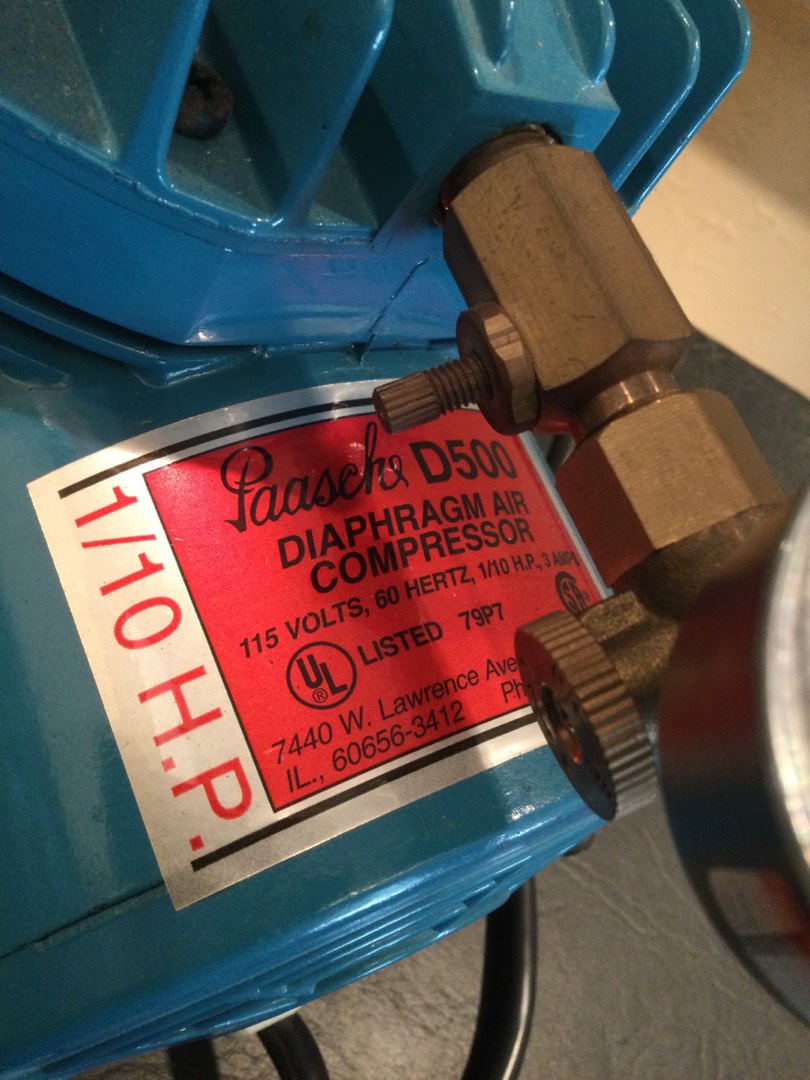 Paasche D500
DIAPHRAGM AIR
COMPRESSOR
115 VOLTS, 60 HERTZ, 1/10 H.P., 3 AMPS
UL
®
LISTED 79P7
7440 W. Lawrence Ave
IL., 60656-3412 Ph
1/10 H.P.